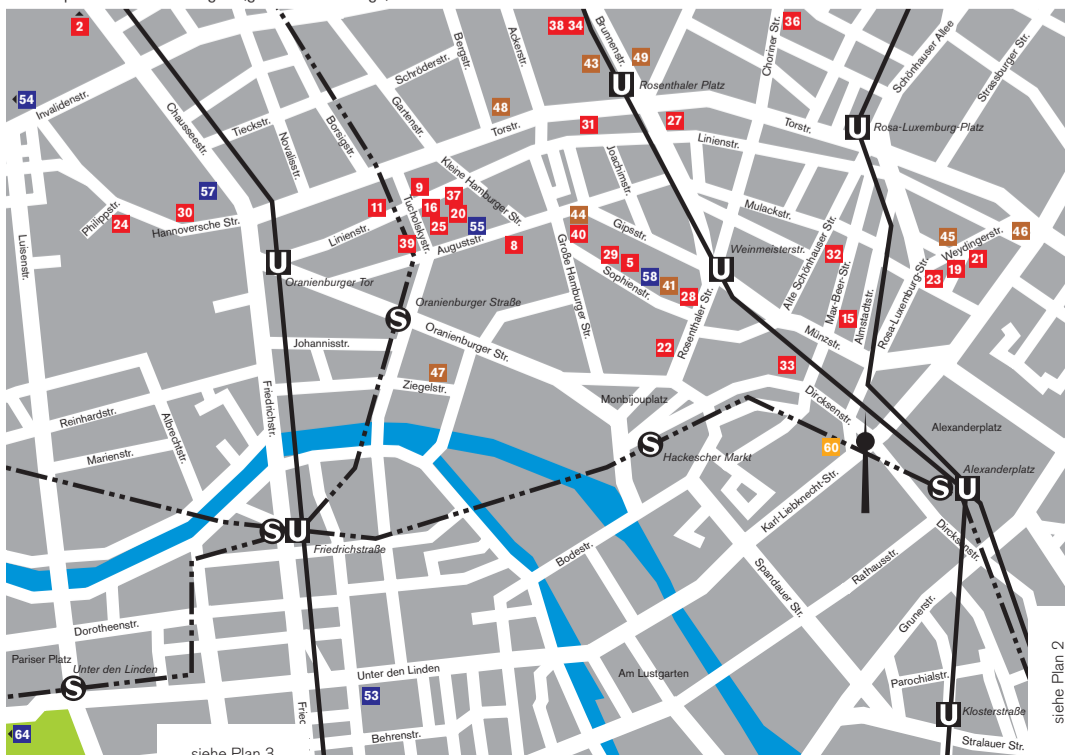 2
38 34
36
Brunnenstr.
43
49
Rosenthaler Platz
Choriner Str.
Schönhauser Allee
Strassburger Str.
54
Invalidenstr.
Chausseestr.
Bergstr.
Ackerstr.
Schröderstr.
Gartenstr.
48
Torstr.
31
27
Linienstr.
Torstr.
U
U
Rosa-Luxemburg-Platz
Tieckstr.
Novalisstr.
Borsigstr.
Joachimstr.
Kleine Hamburger Str.
57
9
37
16
20
11
25
55
39
8
Tucholskystr.
Auguststr.
Linienstr.
Philippstr.
24
30
Hannoversche Str.
Luisenstr.
44
40
Gipsstr.
Mulackstr.
Weinmeisterstr.
Große Hamburger Str.
29
5
58
41
28
Sophienstr.
Rosenthaler Str.
U
Alte Schönhauser Str.
32
Max-Beer-Str.
15
Almstadtstr.
Rosa-Luxemburg-Str.
45
46
Weydingerstr.
21
19
23
U
Oranienburger Tor
Oranienburger Straße
S
Oranienburger Str.
Johannisstr.
47
Ziegelstr.
22
33
Münzstr.
Dircksenstr.
Monbijouplatz
S
Hackescher Markt
60
Alexanderplatz
Alexanderplatz
S U
Friedrichstr.
Reinhardstr.
Albrechtstr.
Marienstr.
S U
Friedrichstraße
Karl-Liebknecht-Str.
Dircksenstr.
Bodestr.
Spandauer Str.
Rathausstr.
Grunerstr.
Parochialstr.
Dorotheenstr.
Pariser Platz
Unter den Linden
S
Unter den Linden
53
Behrenstr.
Am Lustgarten
U
Klosterstraße
Stralauer Str.
64
Fried
siehe Plan 3
siehe Plan 2